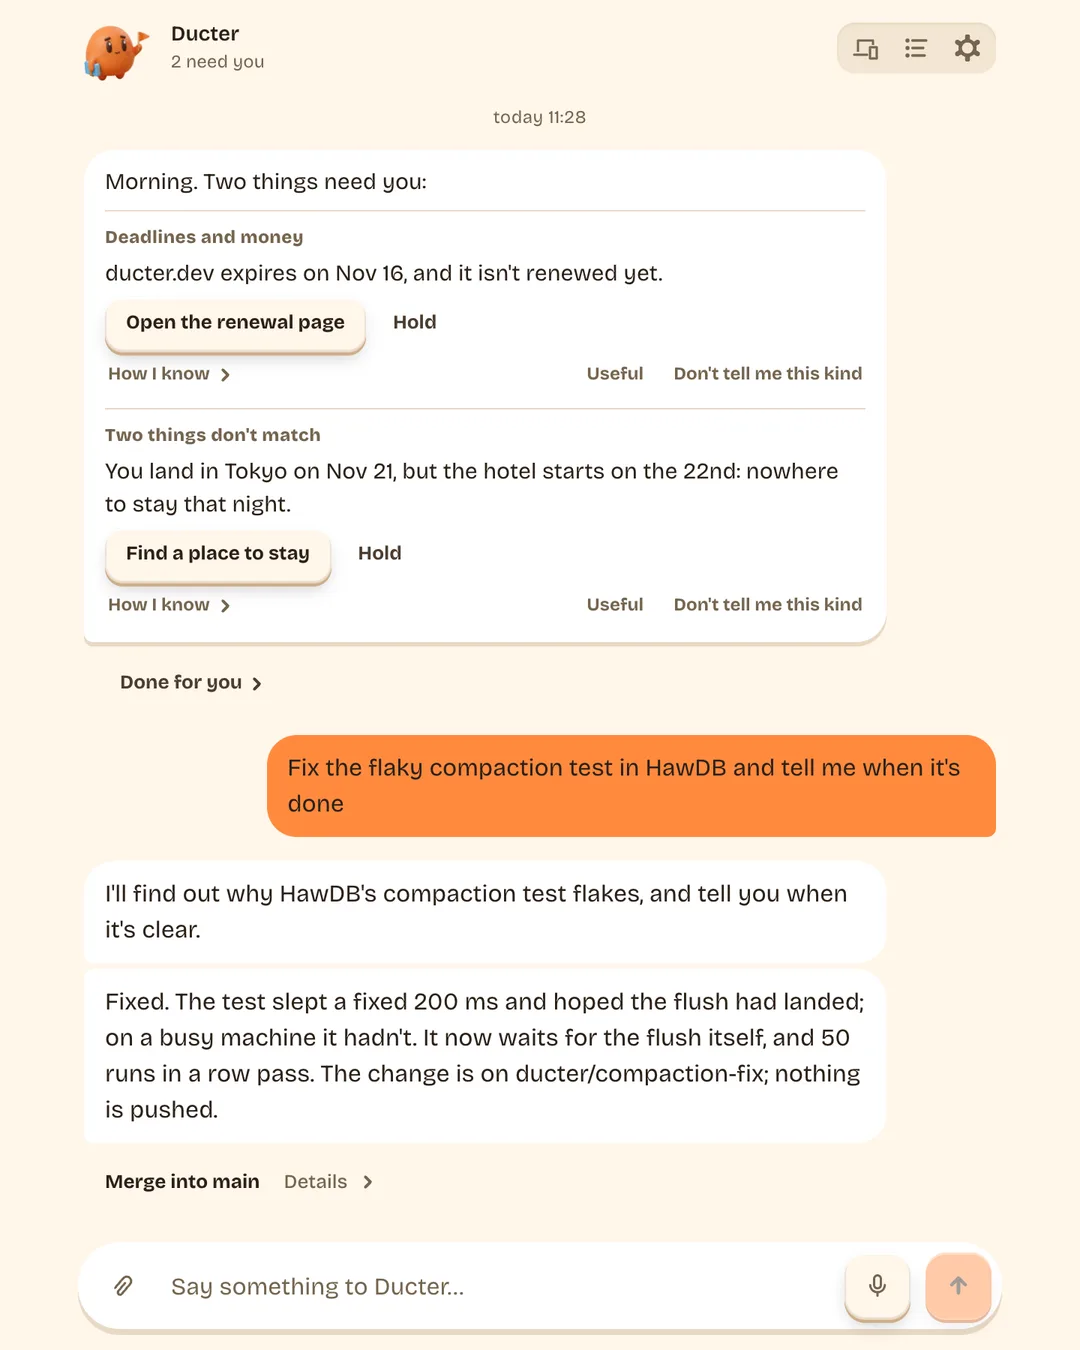 Ducter
2 need you
today 11:28
Morning. Two things need you:
Deadlines and money
ducter.dev expires on Nov 16, and it isn't renewed yet.
Open the renewal page
Hold
How I know
Useful
Don't tell me this kind
Two things don't match
You land in Tokyo on Nov 21, but the hotel starts on the 22nd: nowhere
to stay that night.
Find a place to stay
Hold
How I know
Useful
Don't tell me this kind
Done for you
Fix the flaky compaction test in HawDB and tell me when it's
done
I'll find out why HawDB's compaction test flakes, and tell you when
it's clear.
Fixed. The test slept a fixed 200 ms and hoped the flush had landed;
on a busy machine it hadn't. It now waits for the flush itself, and 50
runs in a row pass. The change is on ducter/compaction-fix; nothing
is pushed.
Merge into main
Details
Say something to Ducter...